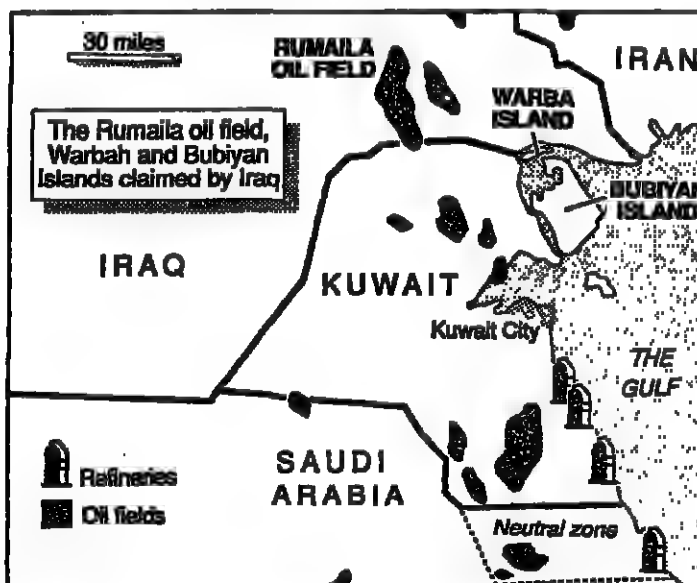 30 miles
RUMAILA
OIL FIELD
IRAN
WARBA
ISLAND
The Rumaila oil field,
Warbah and Bubiyan
Islands claimed by Iraq
BUBIYAN
ISLAND
IRAQ
KUWAIT
Kuwait City
THE
GULF
SAUDI
ARABIA
Refineries
Oil fields
Neutral zone